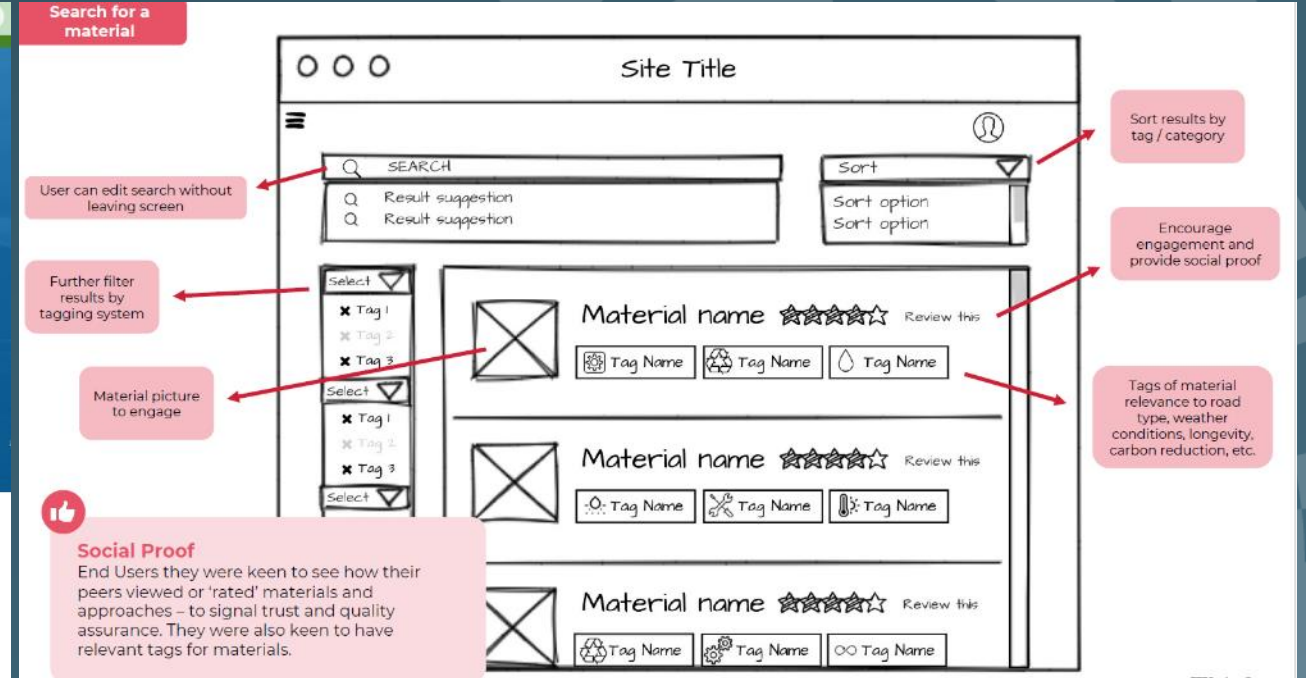 Search for a
material
Site Title
Sort results by
tag / category
SEARCH
Sort
User can edit search without
leaving screen
Result suggestion
Result suggestion
Sort option
Sort option
Encourage
engagement and
provide social proof
Further filter
results by
tagging system
Select
Tag 1
Tag 2
Tag 3
Material name
Review this
Tag Name
Tag Name
Tag Name
Material picture
to engage
Select
Tag 1
Tag 2
Tag 3
Select
Tags of material
relevance to road
type, weather
conditions, longevity,
carbon reduction, etc.
Material name
Review this
Tag Name
Tag Name
Tag Name
Social Proof
End Users they were keen to see how their
peers viewed or ‘rated’ materials and
approaches – to signal trust and quality
assurance. They were also keen to have
relevant tags for materials.
Material name
Review this
Tag Name
Tag Name
Tag Name